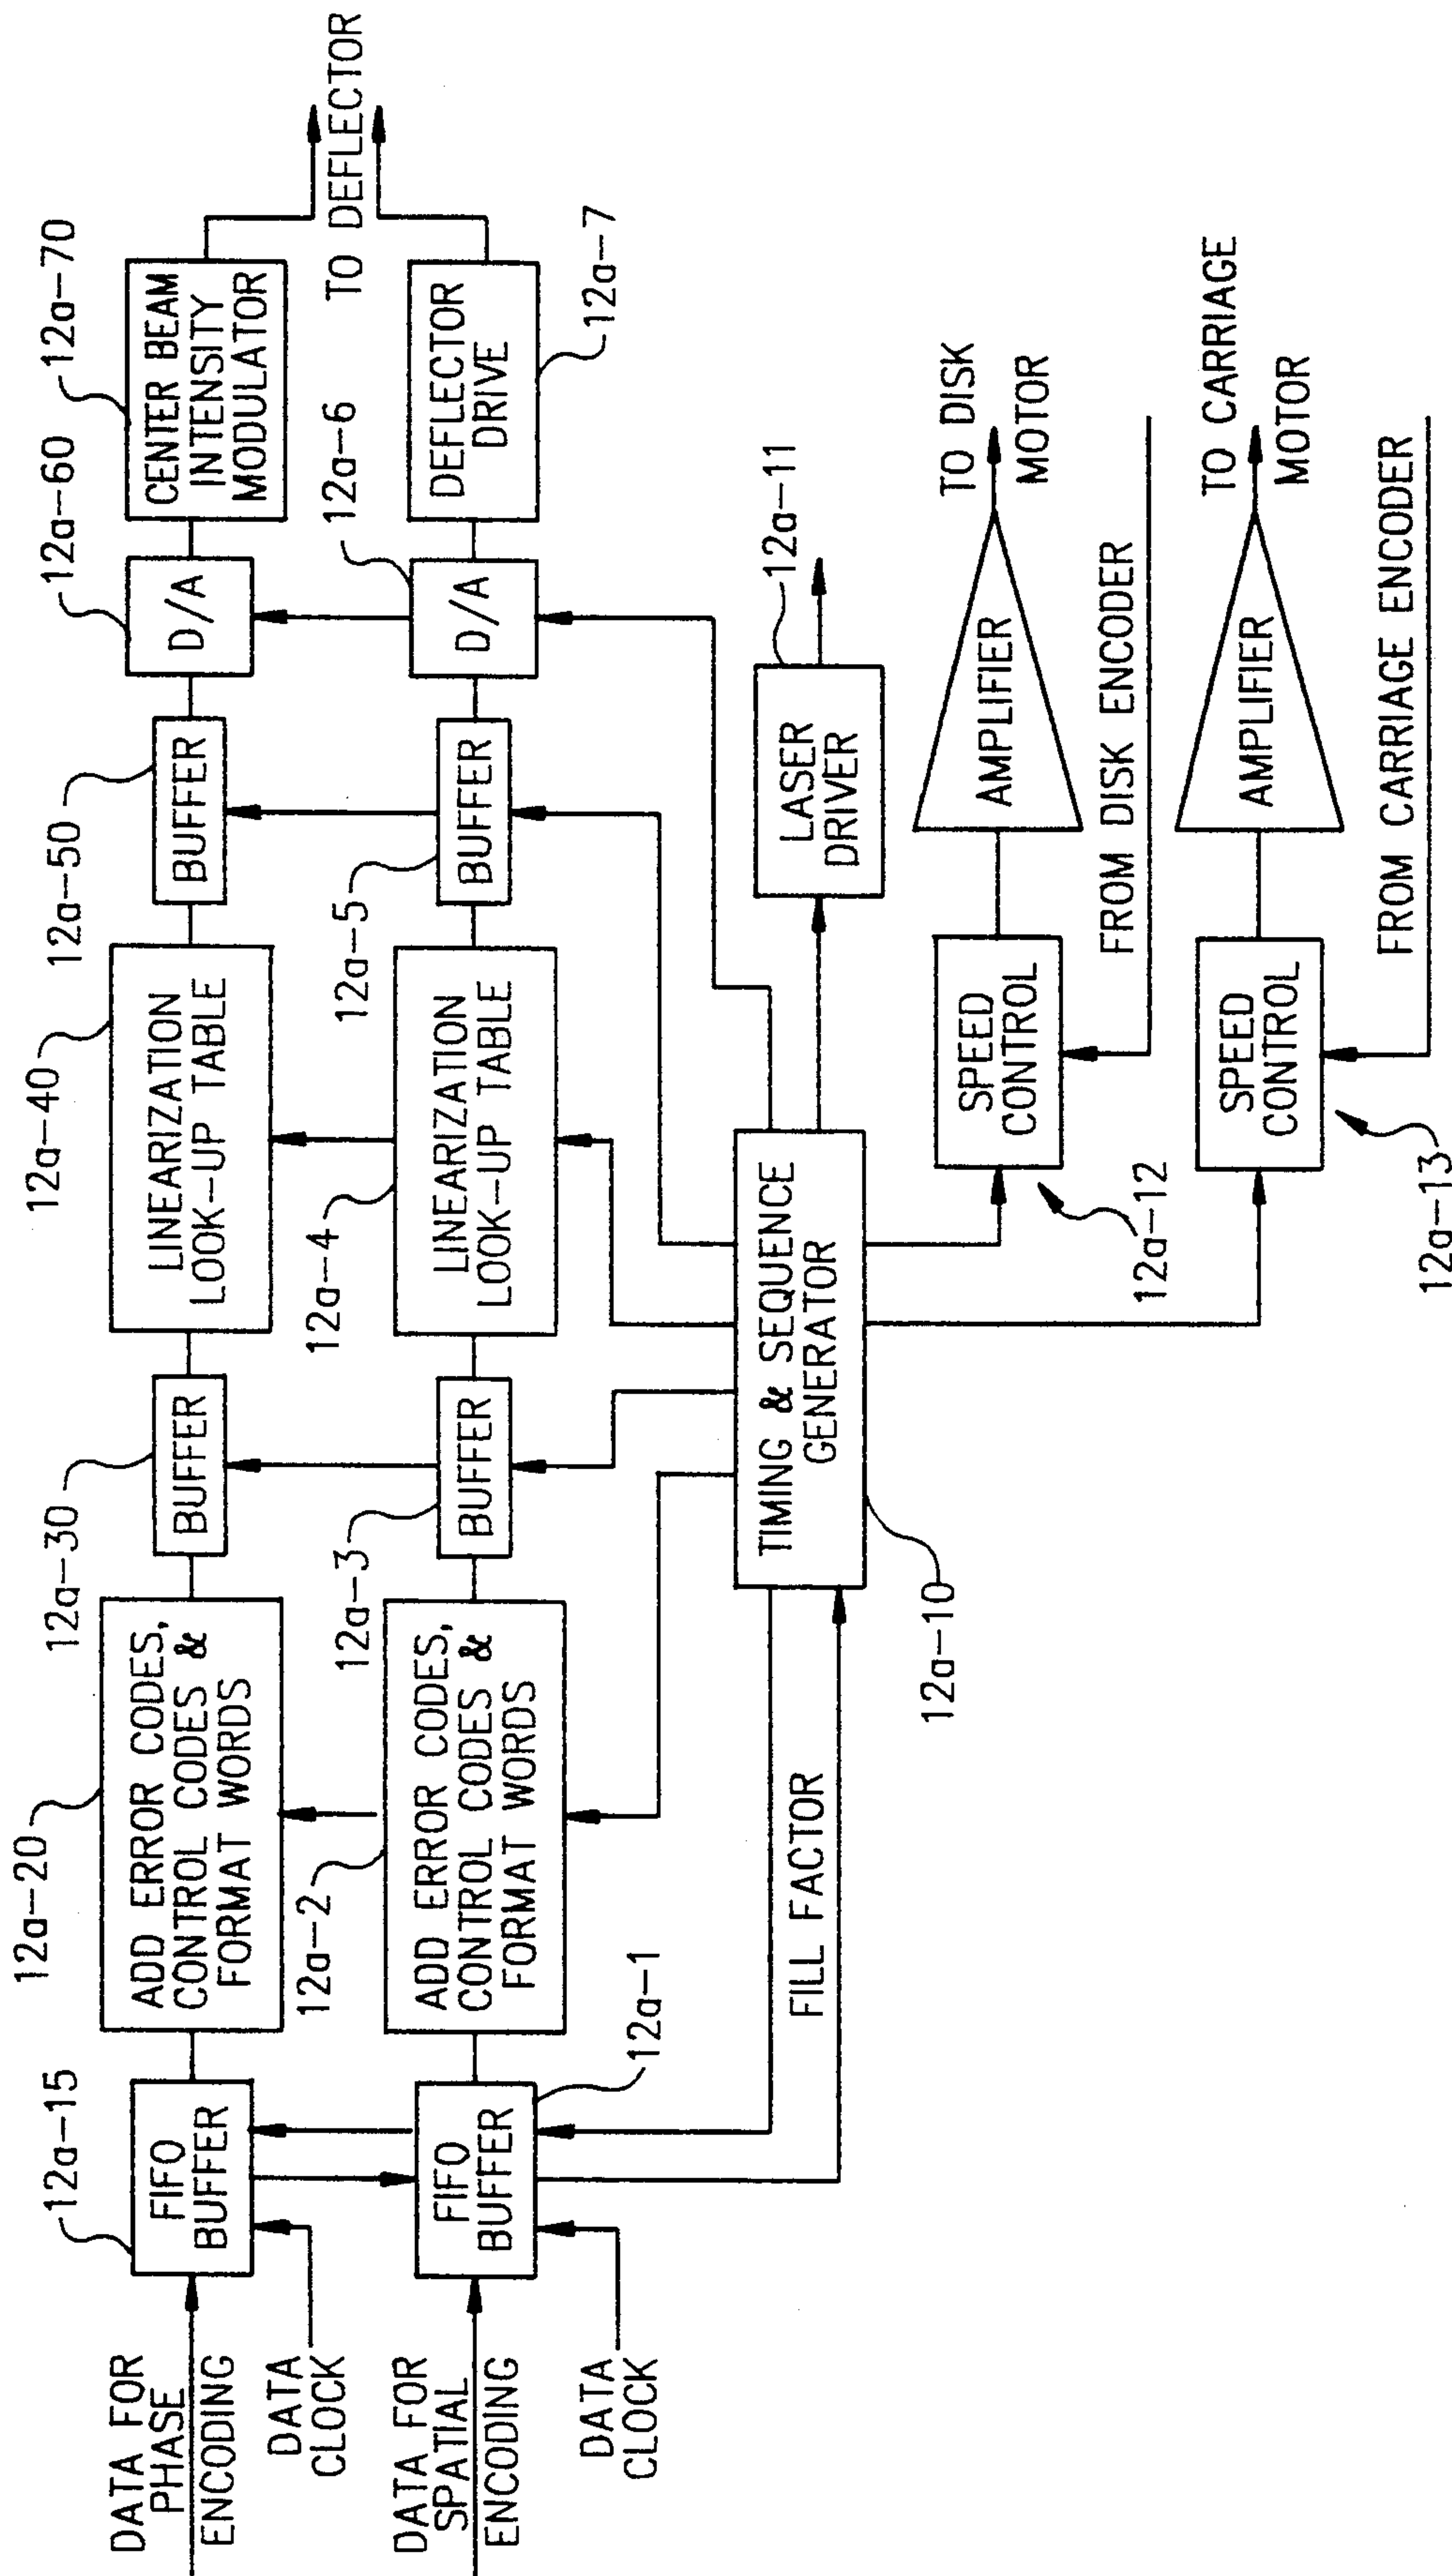 DATA FOR
PHASE
ENCODING
DATA
CLOCK
12a-15
FIFO
BUFFER
12a-20
ADD ERROR CODES,
CONTROL CODES &
FORMAT WORDS
12a-30
BUFFER
12a-40
LINEARIZATION
LOOK-UP TABLE
12a-50
BUFFER
12a-60
D/A
12a-70
CENTER BEAM
INTENSITY
MODULATOR
TO DEFLECTOR
DATA FOR
SPATIAL
ENCODING
DATA
CLOCK
FIFO
BUFFER
12a-1
12a-2
ADD ERROR CODES,
CONTROL CODES &
FORMAT WORDS
12a-3
BUFFER
12a-4
LINEARIZATION
LOOK-UP TABLE
12a-5
BUFFER
12a-6
D/A
DEFLECTOR
DRIVE
12a-7
FILL FACTOR
TIMING & SEQUENCE
GENERATOR
12a-10
LASER
DRIVER
12a-11
SPEED
CONTROL
12a-12
AMPLIFIER
TO DISK
MOTOR
FROM DISK ENCODER
SPEED
CONTROL
12a-13
AMPLIFIER
TO CARRIAGE
MOTOR
FROM CARRIAGE ENCODER